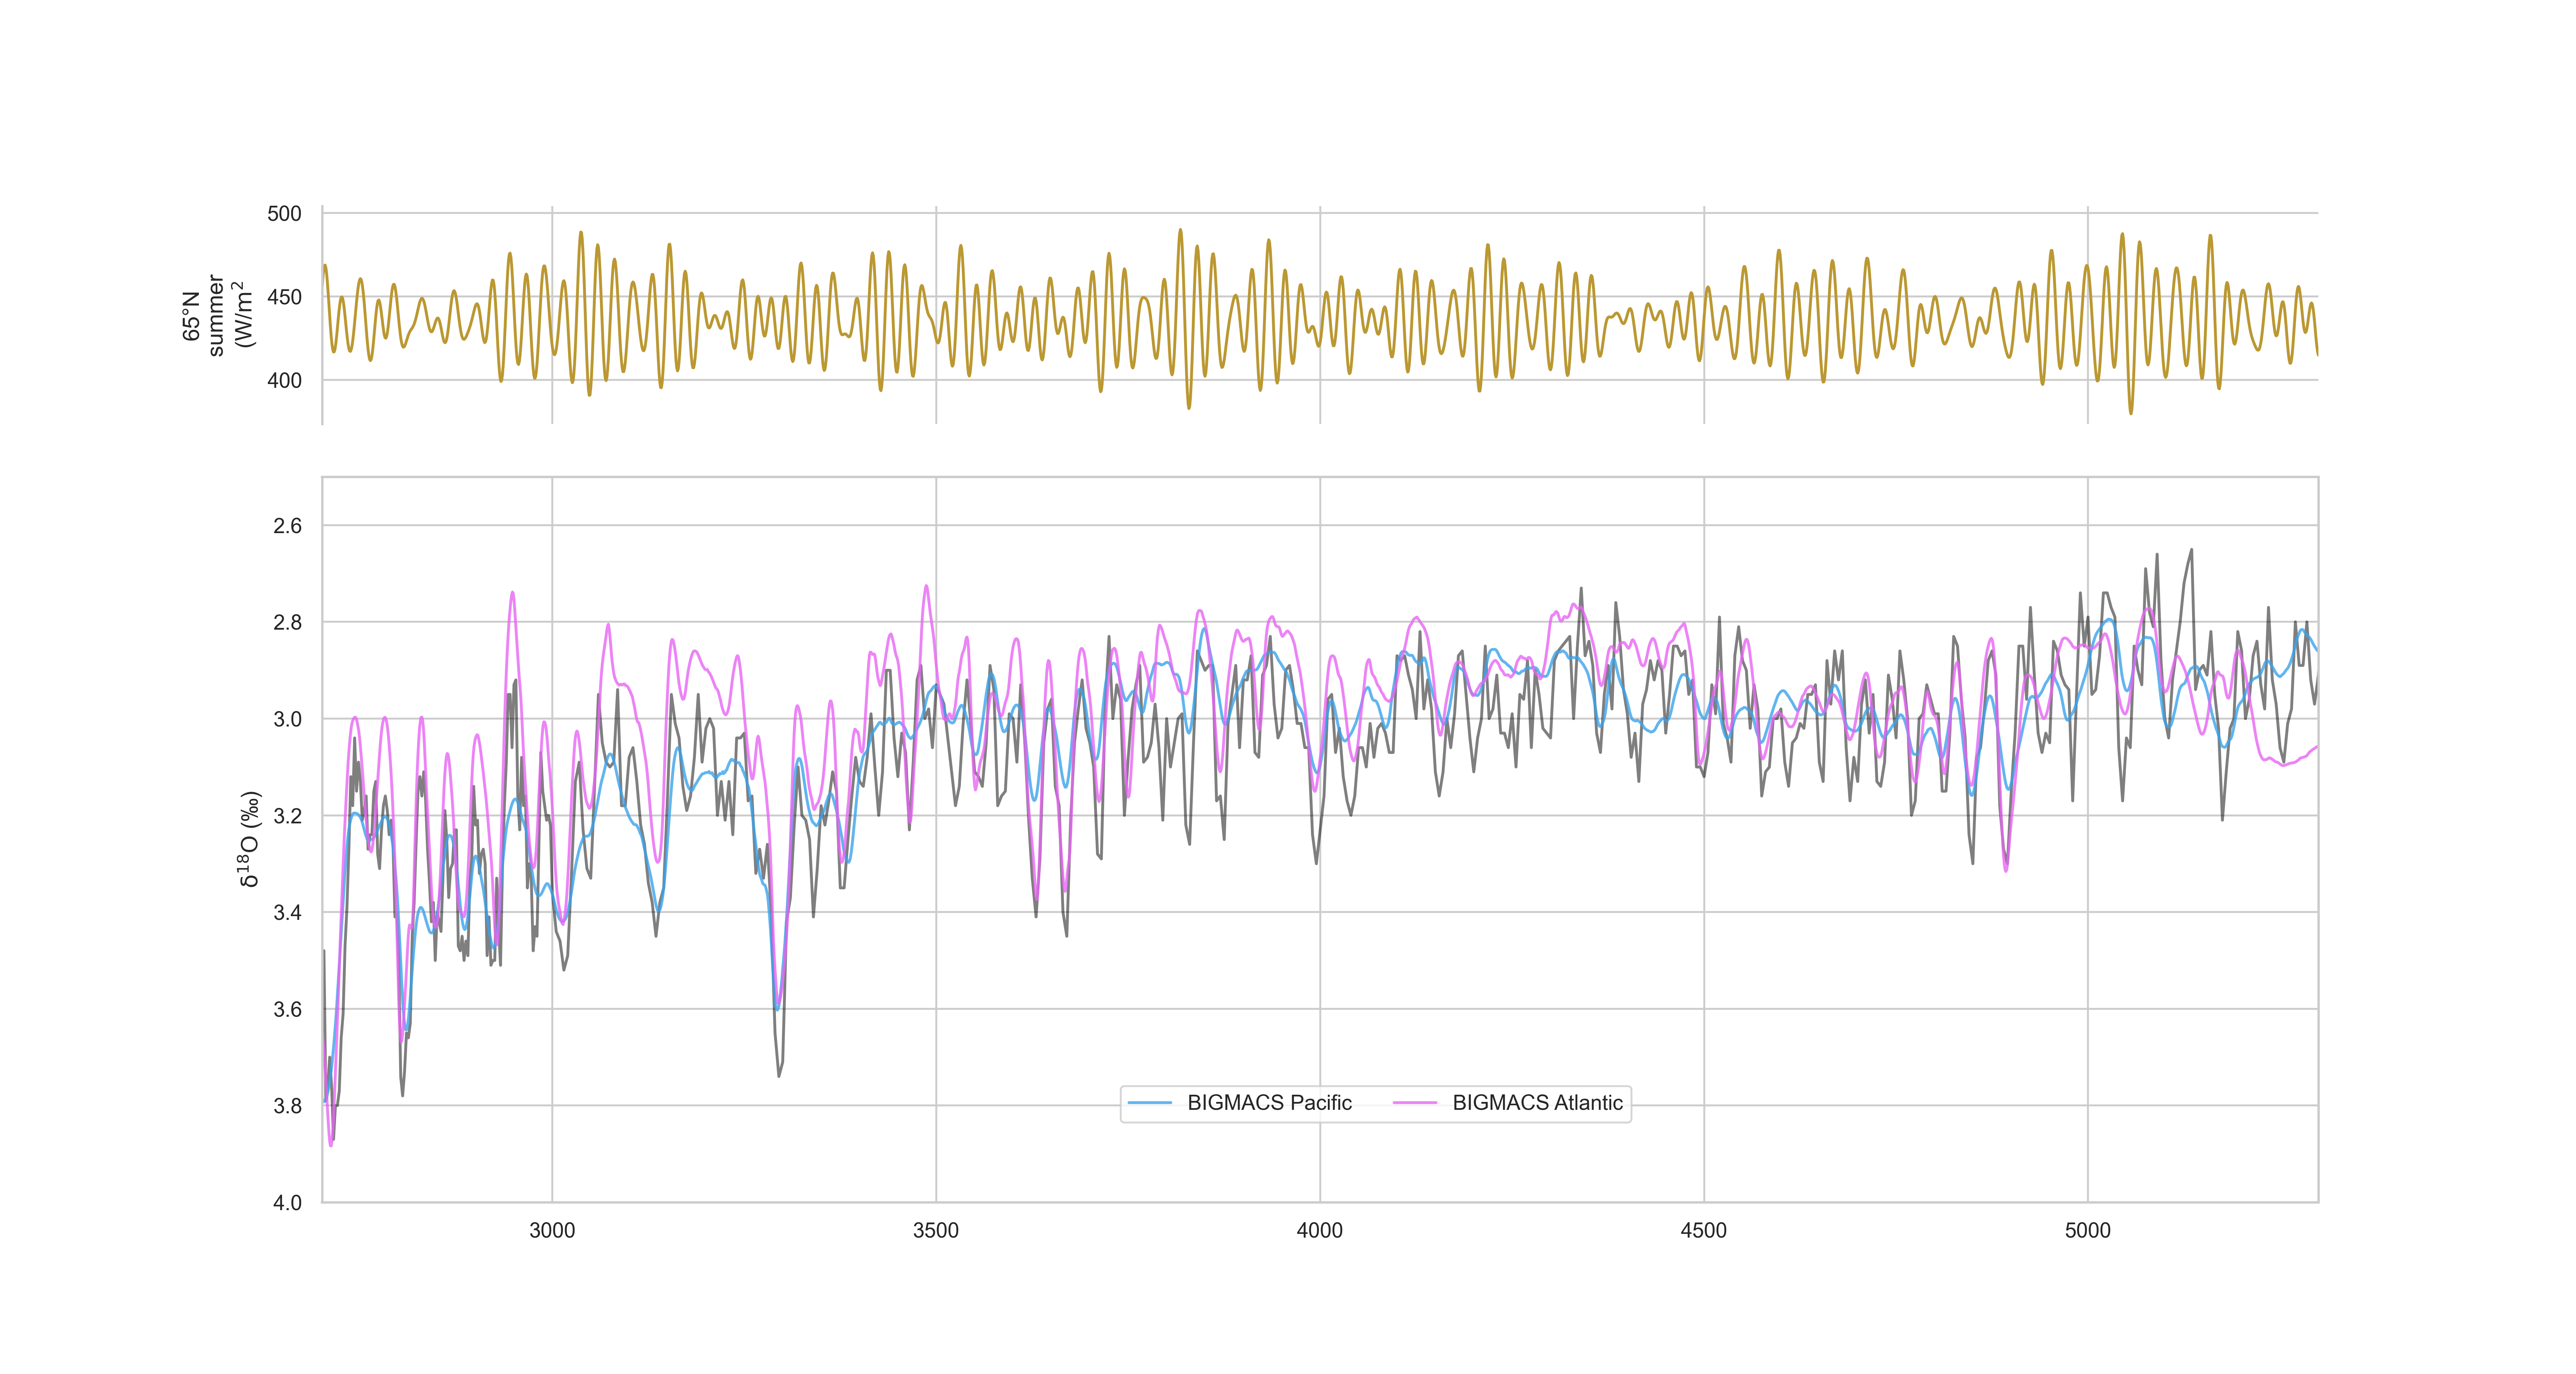 65°N
summer
(W/m²
500
450
400
δ¹⁸O (‰)
2.6
2.8
3.0
3.2
3.4
3.6
3.8
4.0
BIGMACS Pacific
BIGMACS Atlantic
3000
3500
4000
4500
5000